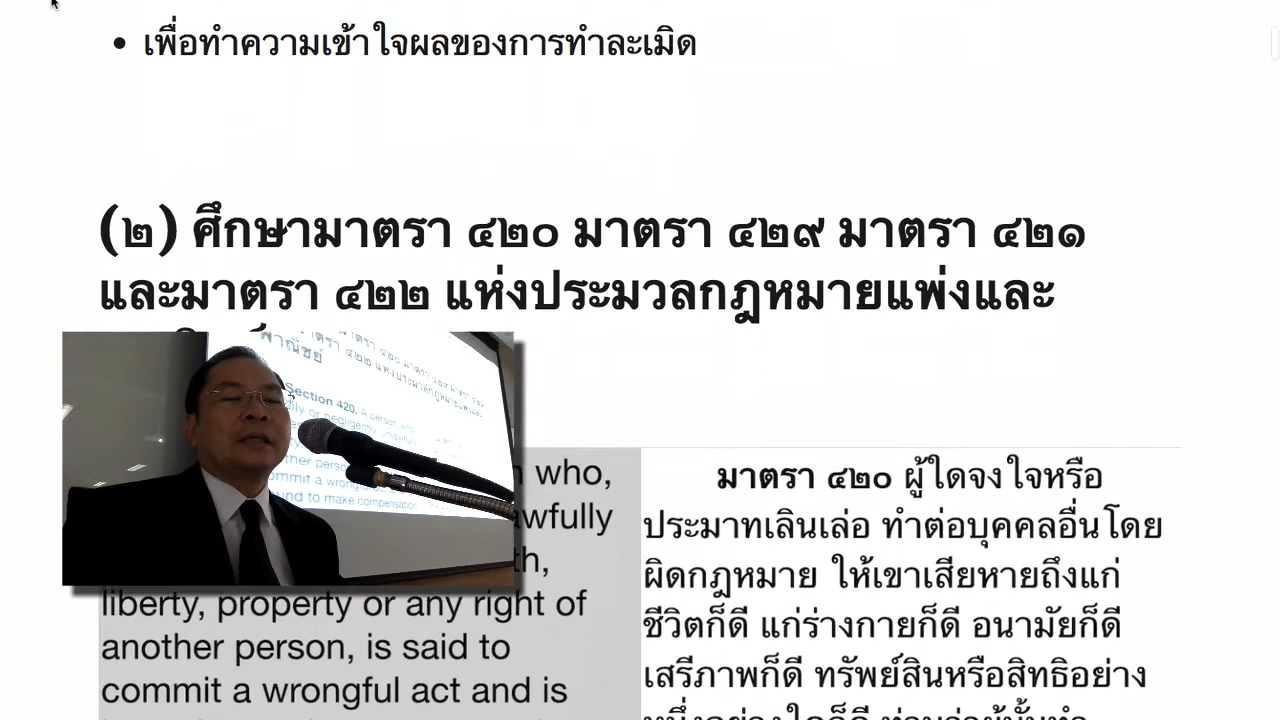 • เพื่อทำความเข้าใจผลของการทำละเมิด
(๒) ศึกษามาตรา ๔๒๐ มาตรา ๔๒๙ มาตรา ๔๒๑
และมาตรา ๔๒๒ แห่งประมวลกฎหมายแพ่งและ
พาณิชย์
Section 420. A person
who,
liberty, property or any right of
another person, is said to
commit a wrongful act and is
มาตรา ๔๒๐ ผู้ใดจงใจหรือ
ประมาทเลินเล่อ ทำต่อบุคคลอื่นโดย
ผิดกฎหมาย ให้เขาเสียหายถึงแก่
ชีวิตก็ดี แก่ร่างกายก็ดี อนามัยก็ดี
เสรีภาพก็ดี ทรัพย์สินหรือสิทธิอย่าง